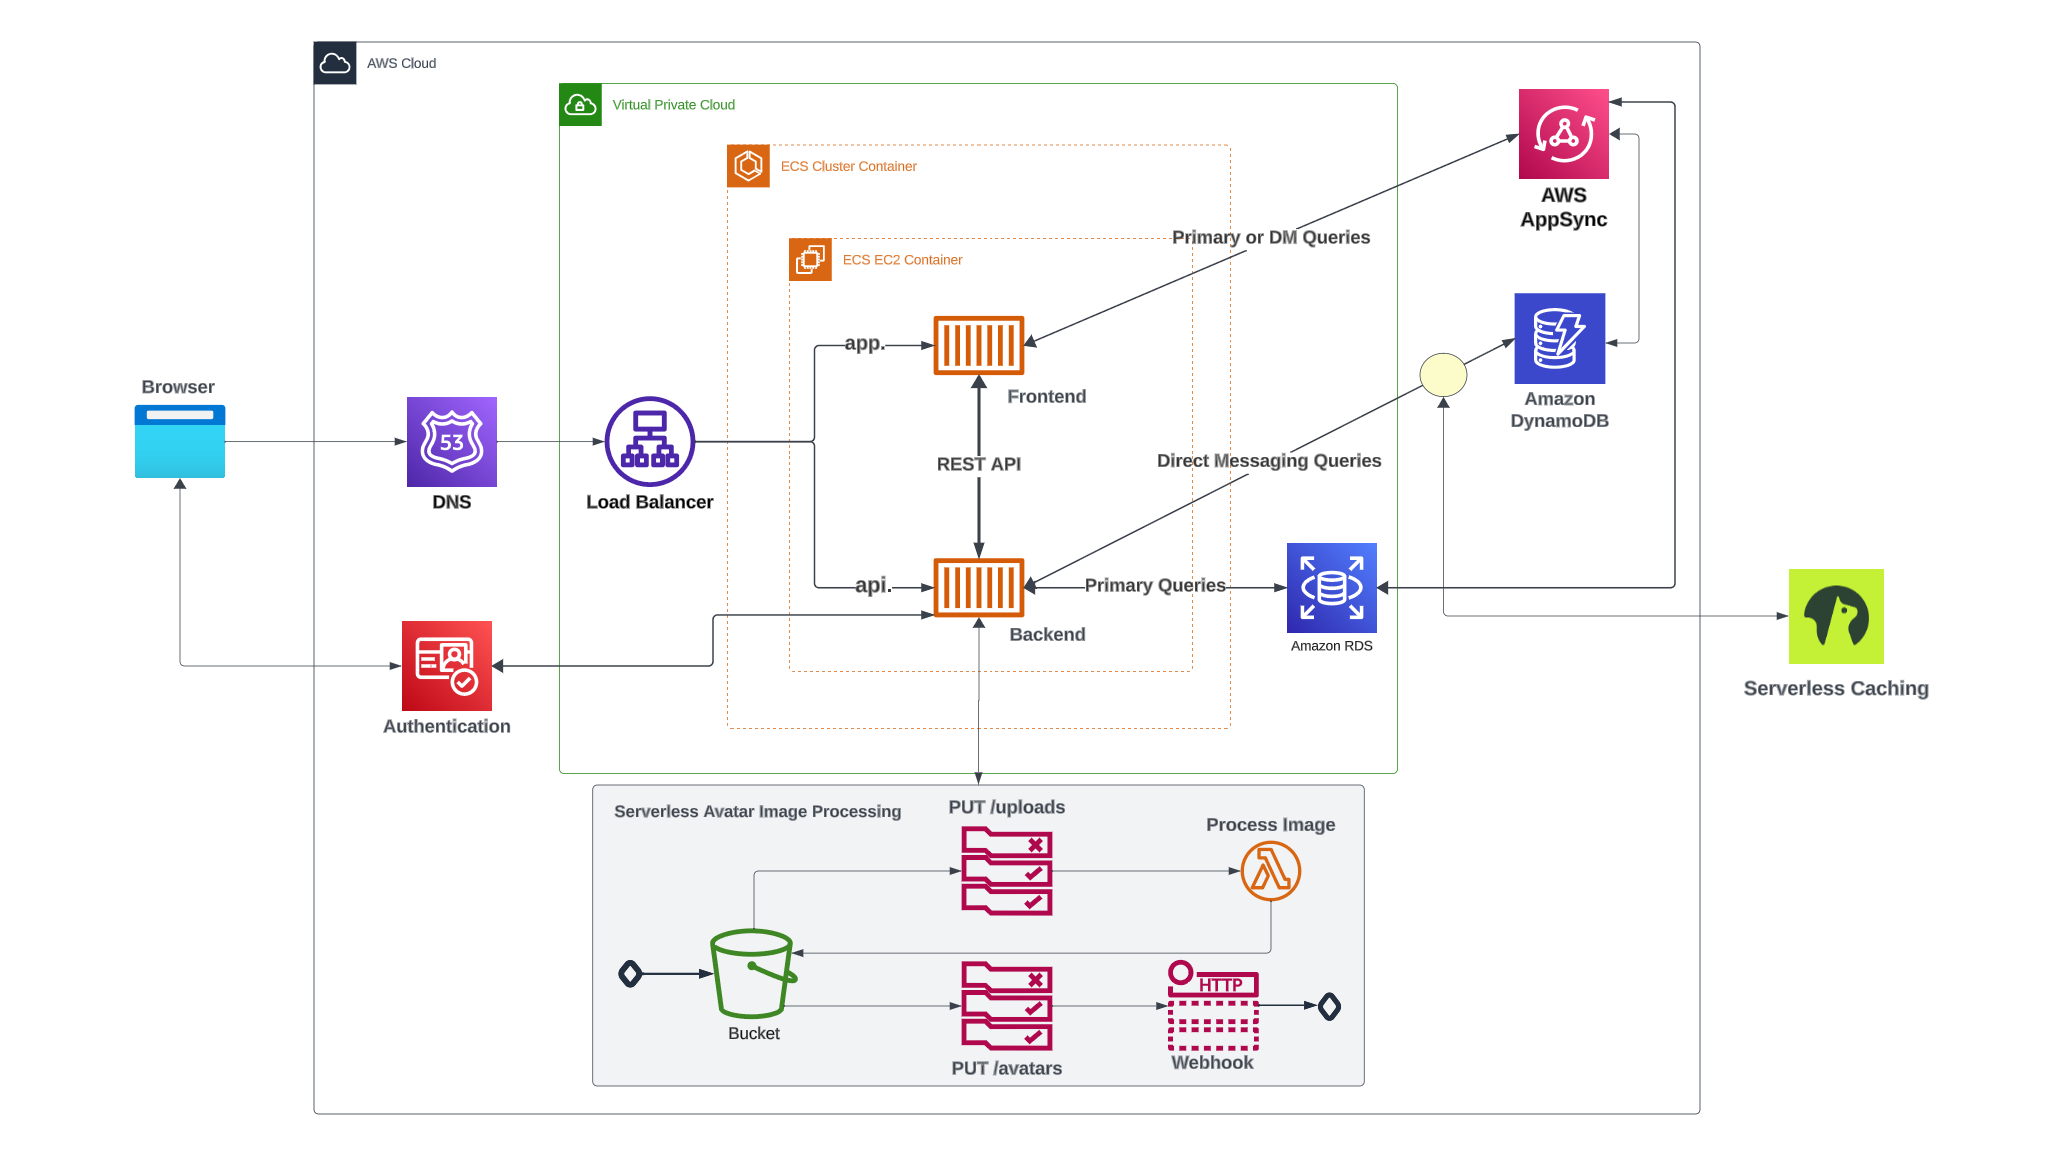 AWS Cloud
Virtual Private Cloud
ECS Cluster Container
AWS
AppSync
Primary or DM Queries
ECS EC2 Container
app.
Frontend
Browser
Amazon
DynamoDB
53
DNS
Load Balancer
REST API
Direct Messaging Queries
api.
Primary Queries
Backend
Amazon RDS
Serverless Caching
Authentication
Serverless Avatar Image Processing
PUT /uploads
Process Image
Bucket
HTTP
PUT /avatars
Webhook